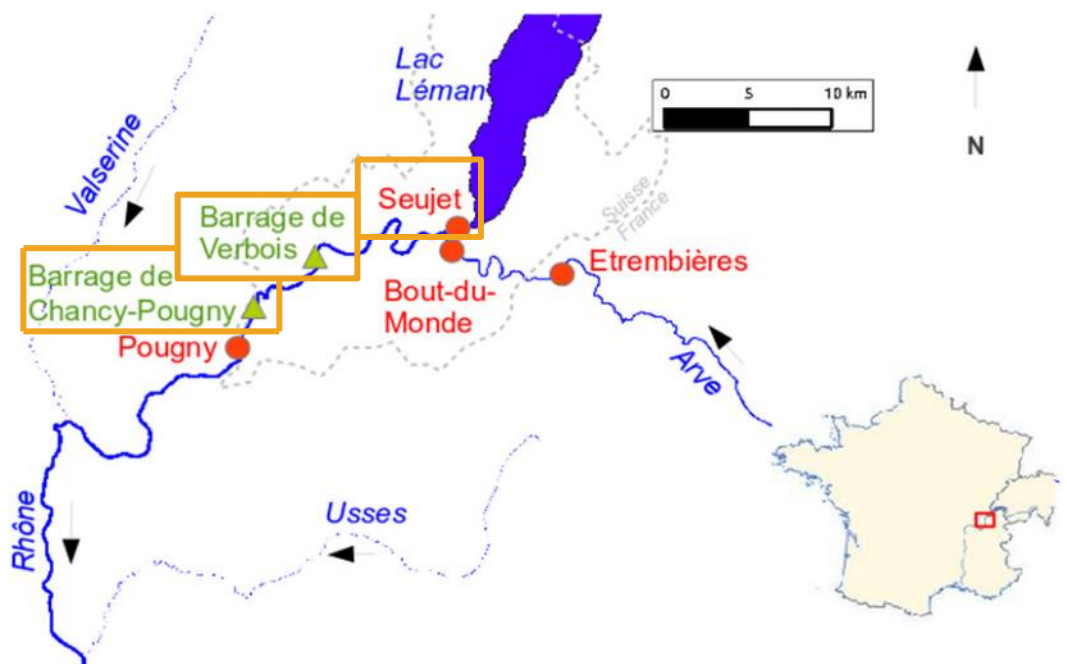 Lac
Léman
0 5 10 km
N
Valserine
Suisse
France
Seujet
Barrage de
Verbois
Etrembières
Barrage de
Chancy-Pougny
Bout-du-
Monde
Pougny
Arve
Rhône
Usses